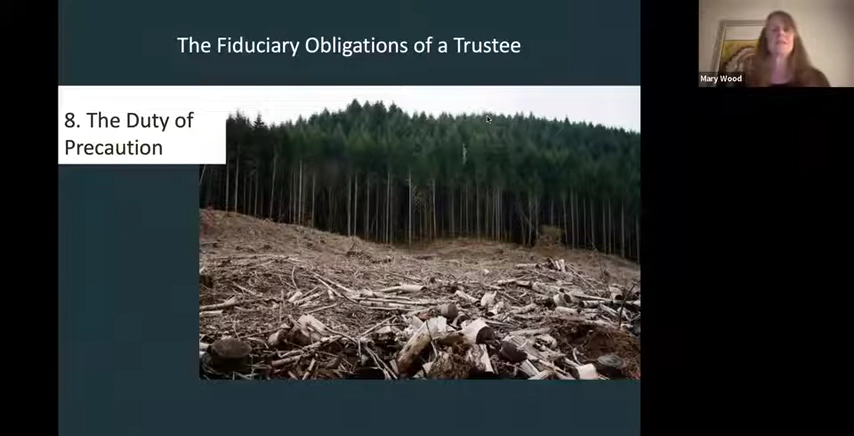 The Fiduciary Obligations of a Trustee
Mary Wood
8. The Duty of
Precaution